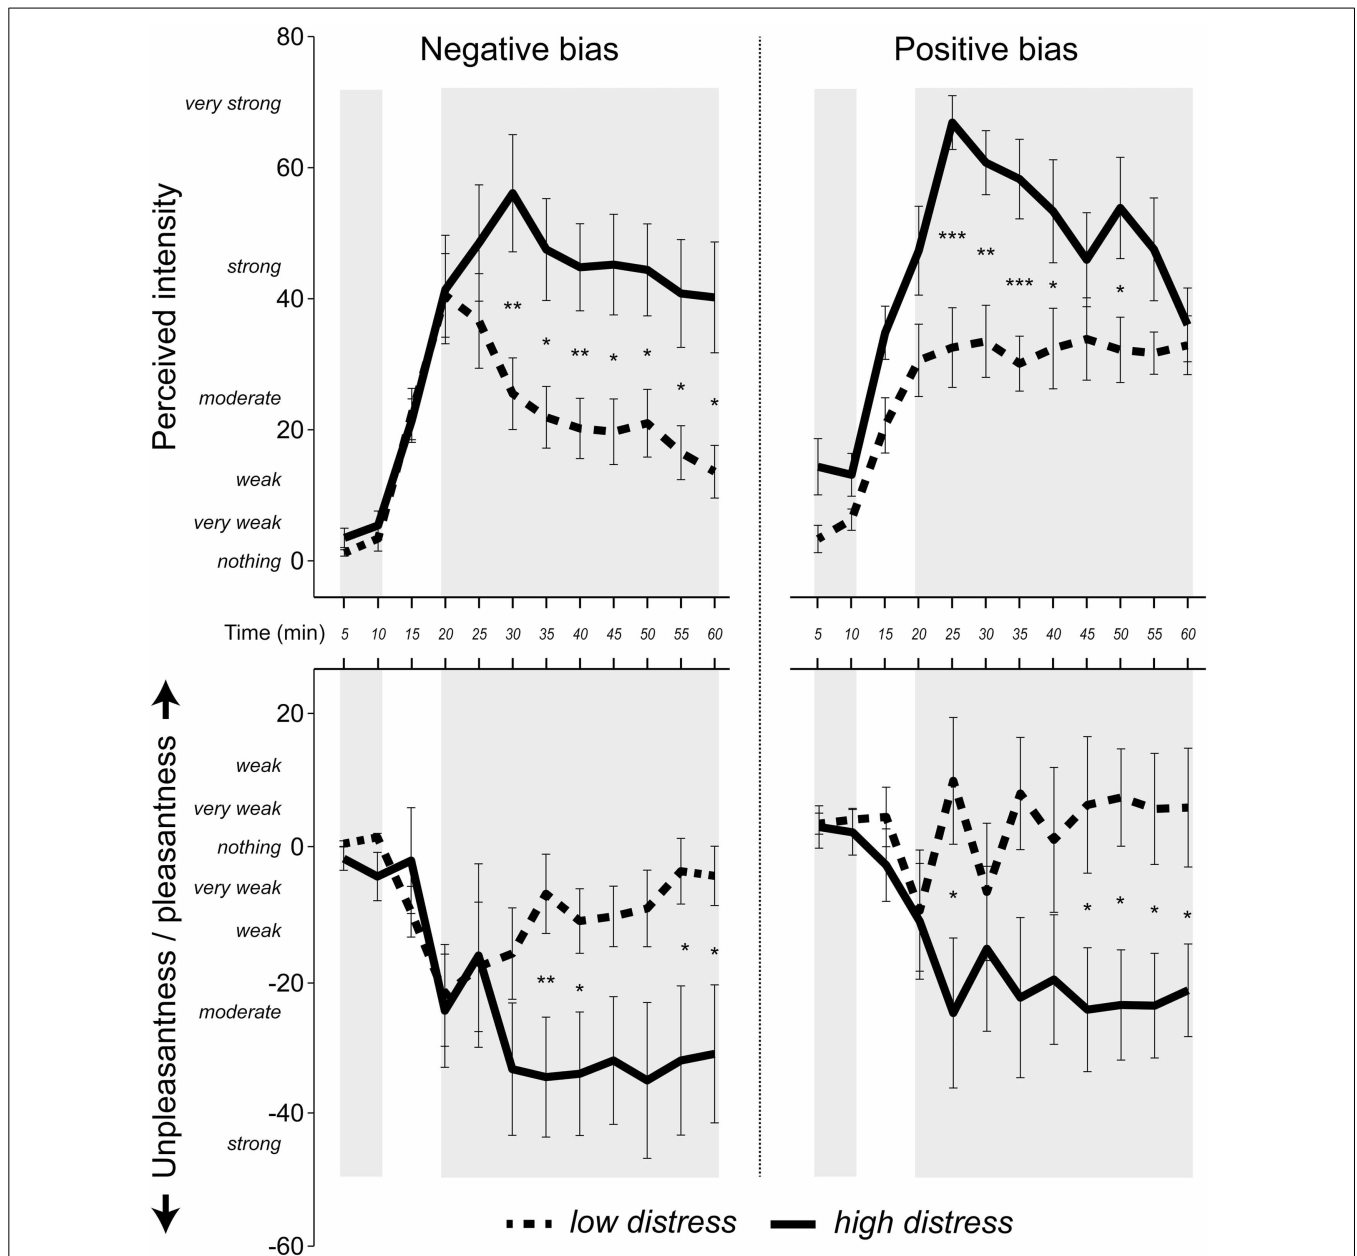 Negative bias
Positive bias
Perceived intensity
80
very strong
60
strong
40
moderate
20
weak
very weak
nothing 0
** * ** * * * *
*** ** *** * *
Time (min) 5 10 15 20 25 30 35 40 45 50 55 60
5 10 15 20 25 30 35 40 45 50 55 60
Unpleasantness / pleasantness
20
weak
very weak
nothing 0
very weak
weak
-20
moderate
-40
strong
-60
** * * *
* * * * *
low distress high distress